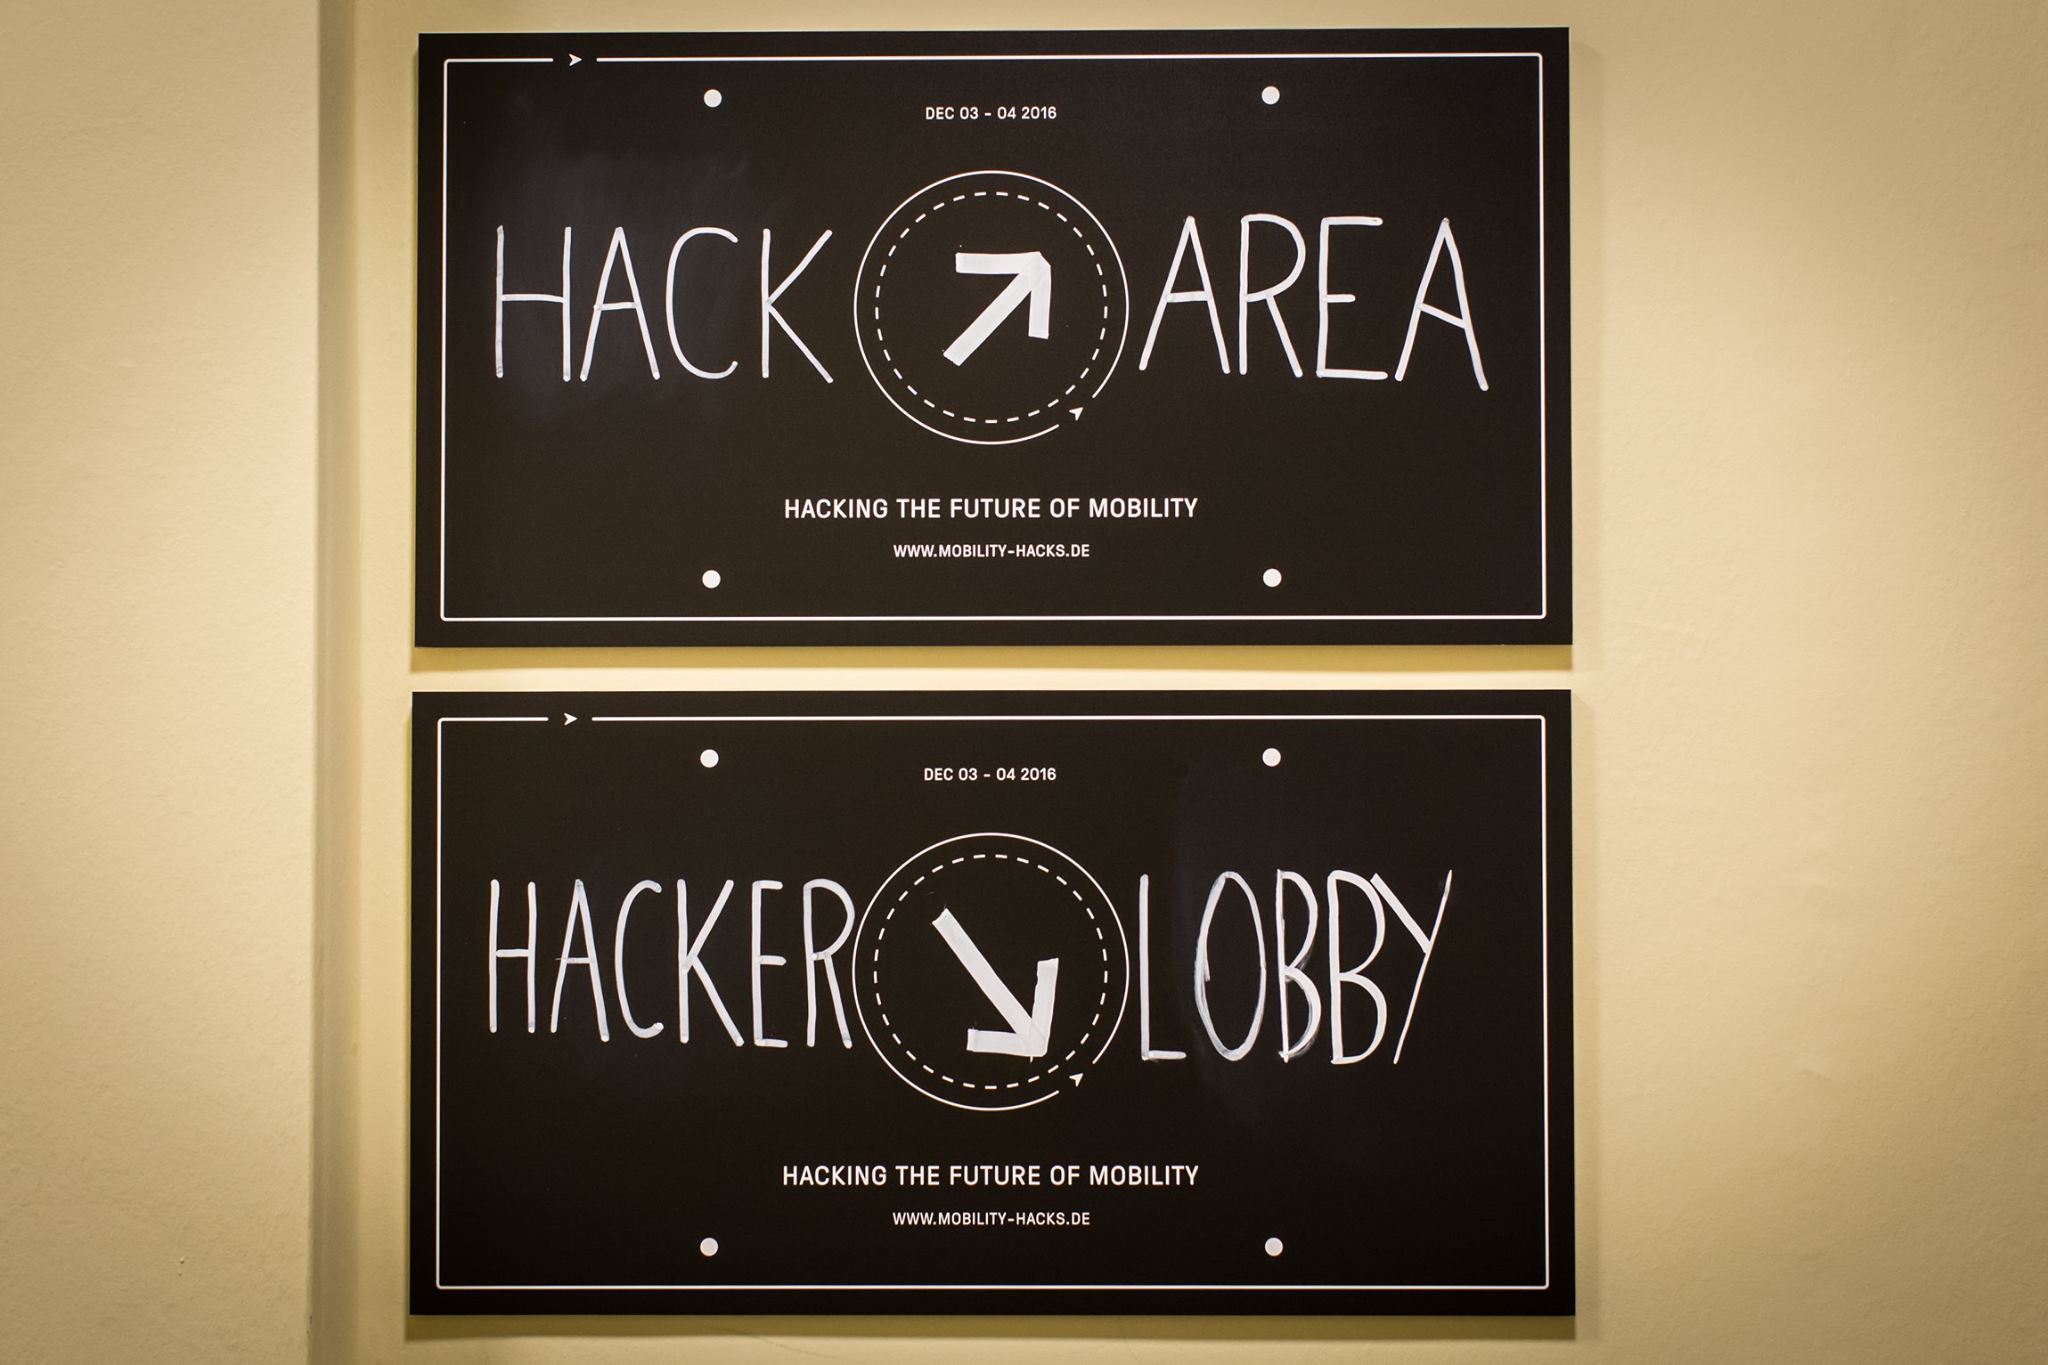 DEC 03 - 04 2016
HACK AREA
HACKING THE FUTURE OF MOBILITY
WWW.MOBILITY-HACKS.DE
DEC 03 - 04 2016
HACKER LOBBY
HACKING THE FUTURE OF MOBILITY
WWW.MOBILITY-HACKS.DE